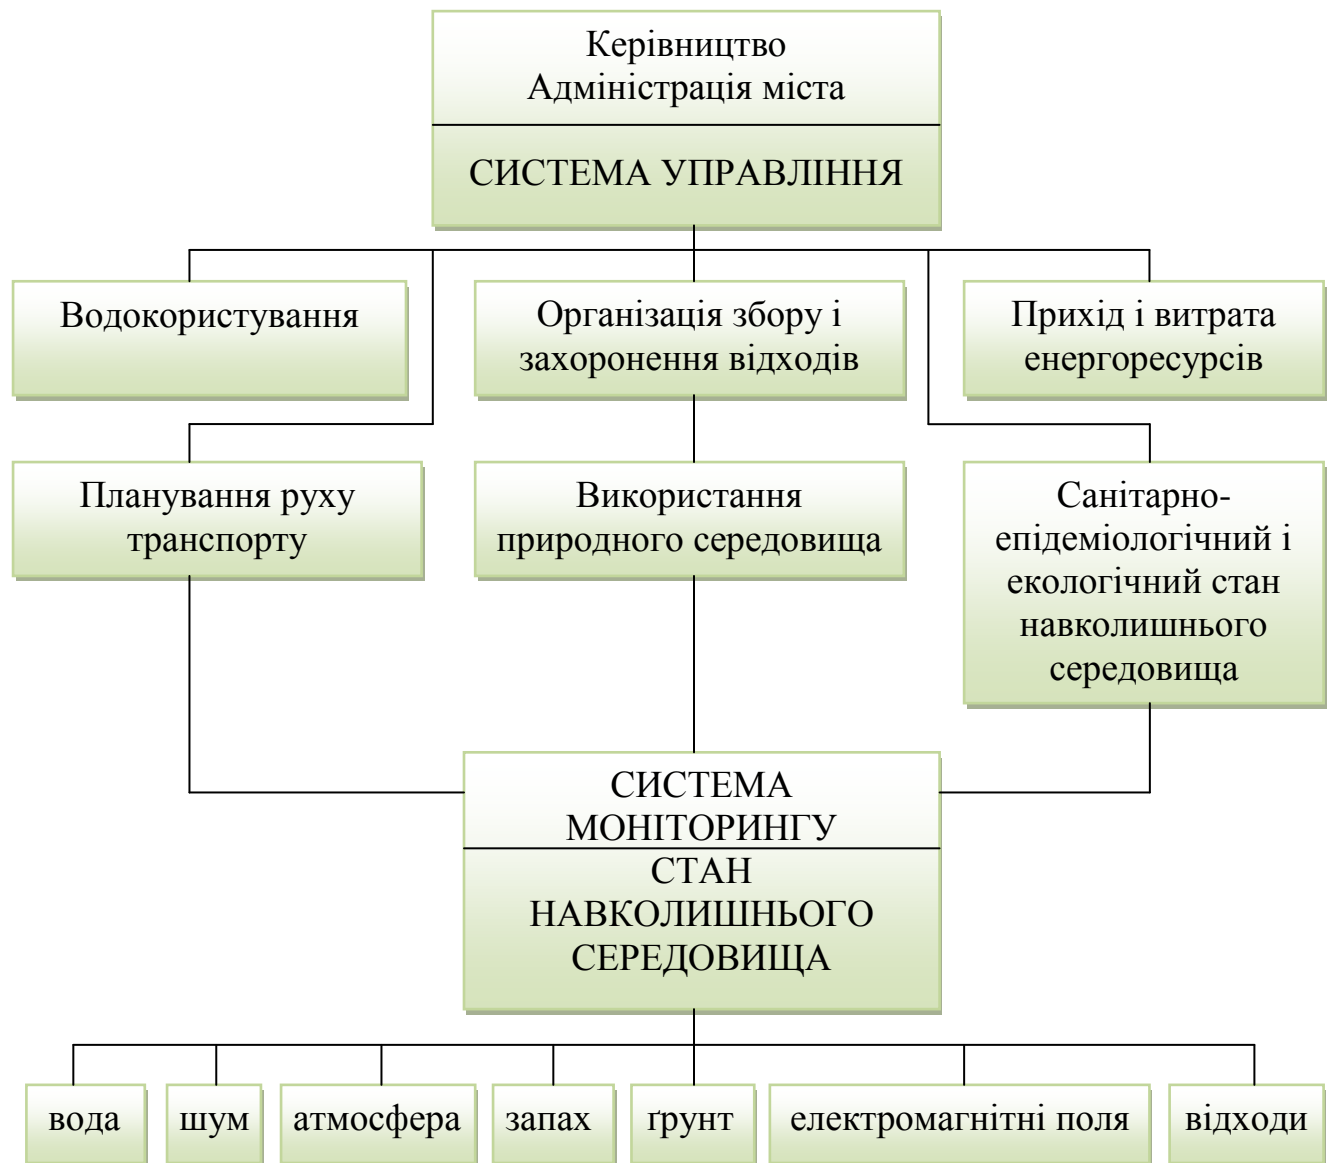 Керівництво
Адміністрація міста
СИСТЕМА УПРАВЛІННЯ
Водокористування
Організація збору і
захоронення відходів
Прихід і витрата
енергоресурсів
Планування руху
транспорту
Використання
природного середовища
Санітарно-
епідеміологічний і
екологічний стан
навколишнього
середовища
СИСТЕМА
МОНІТОРИНГУ
СТАН
НАВКОЛИШНЬОГО
СЕРЕДОВИЩА
вода
шум
атмосфера
запах
ґрунт
електромагнітні поля
відходи